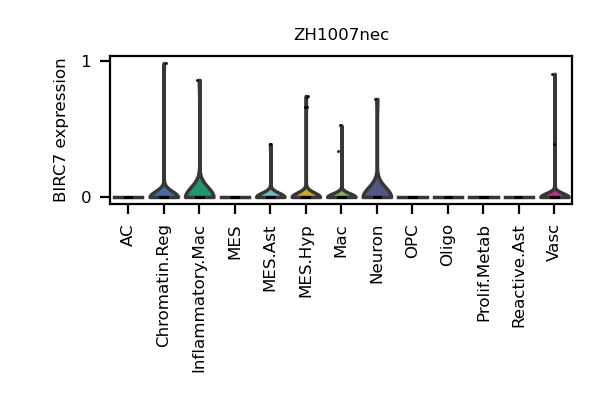 ZH1007nec
BIRC7 expression
1
0
AC
Chromatin.Reg
Inflammatory.Mac
MES
MES.Ast
MES.Hyp
Mac
Neuron
OPC
Oligo
Prolif.Metab
Reactive.Ast
Vasc